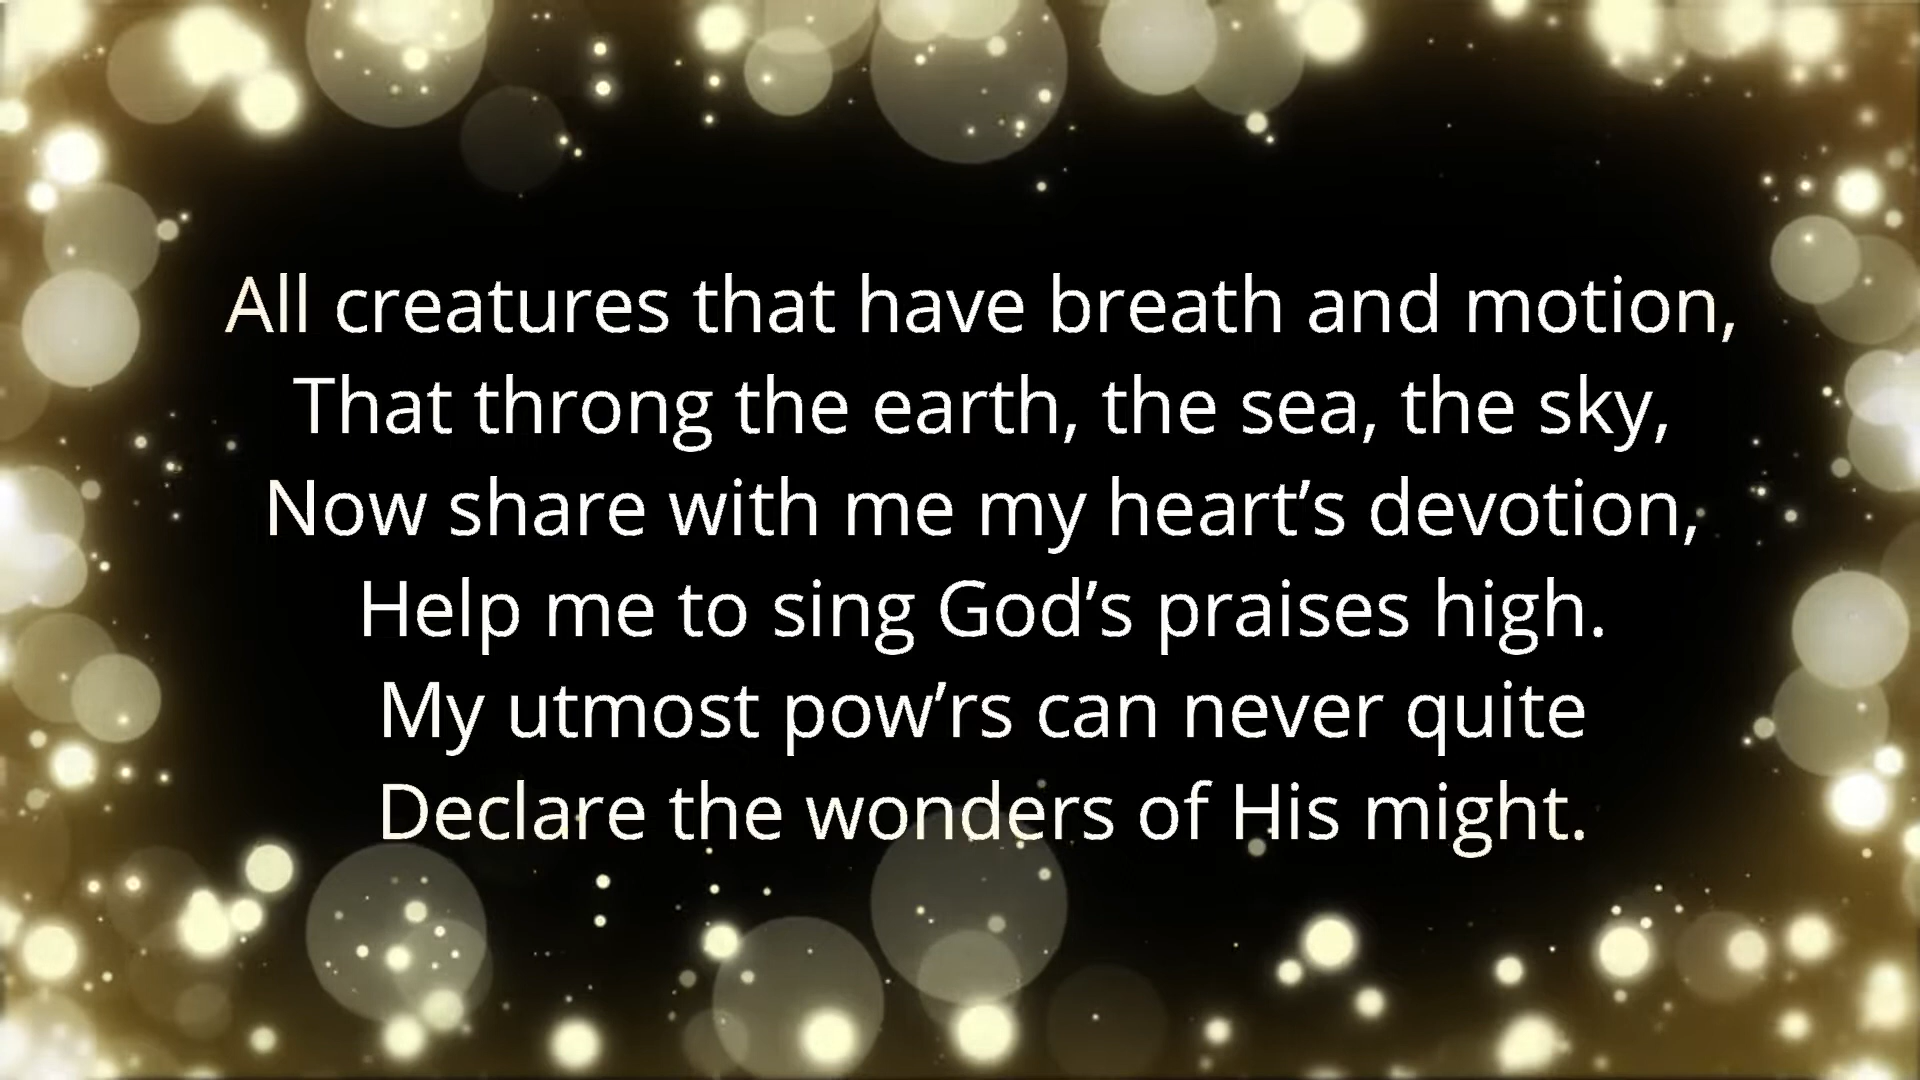 All creatures that have breath and motion,
That throng the earth, the sea, the sky,
Now share with me my heart’s devotion,
Help me to sing God’s praises high.
My utmost pow’rs can never quite
Declare the wonders of His might.